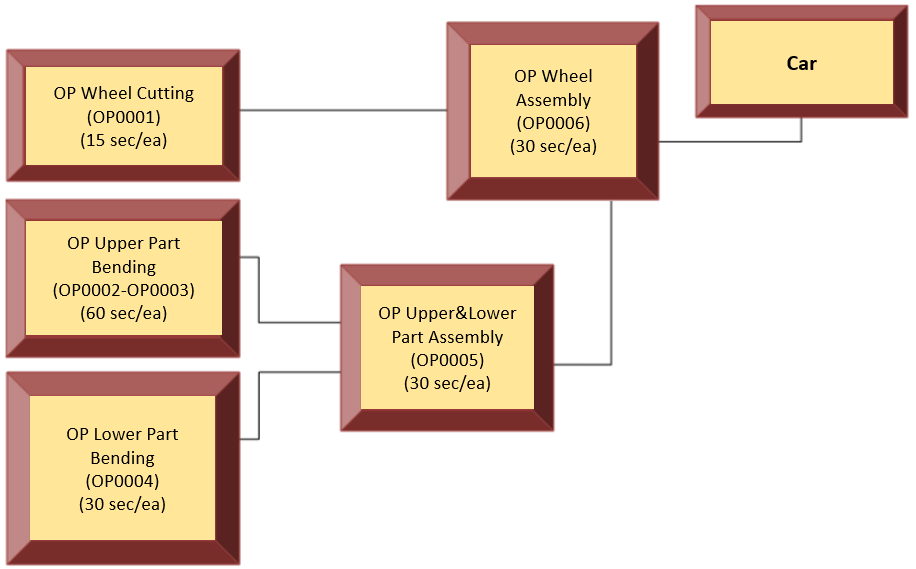 OP Wheel Cutting
(OP0001)
(15 sec/ea)
OP Upper Part
Bending
(OP0002-OP0003)
(60 sec/ea)
OP Lower Part
Bending
(OP0004)
(30 sec/ea)
OP Upper&Lower
Part Assembly
(OP0005)
(30 sec/ea)
OP Wheel
Assembly
(OP0006)
(30 sec/ea)
Car